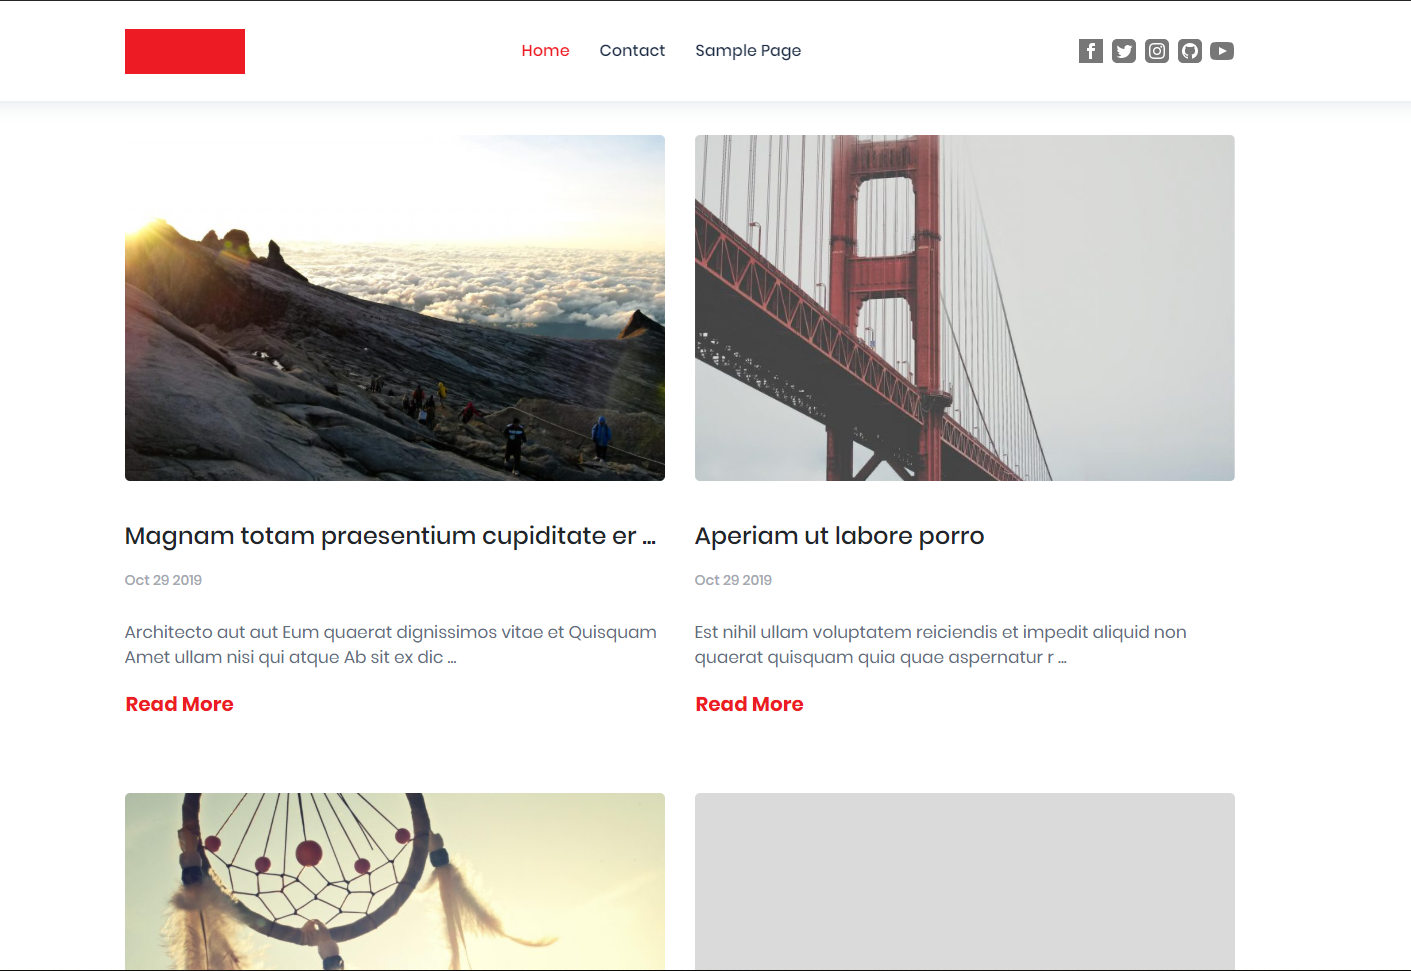 Home Contact Sample Page
Magnam totam praesentium cupiditate er ...
Oct 29 2019
Architecto aut aut Eum quaerat dignissimos vitae et Quisquam
Amet ullam nisi qui atque Ab sit ex dic ...
Read More
Aperiam ut labore porro
Oct 29 2019
Est nihil ullam voluptatem reiciendis et impedit aliquid non
quaerat quisquam quia quae aspernatur r ...
Read More